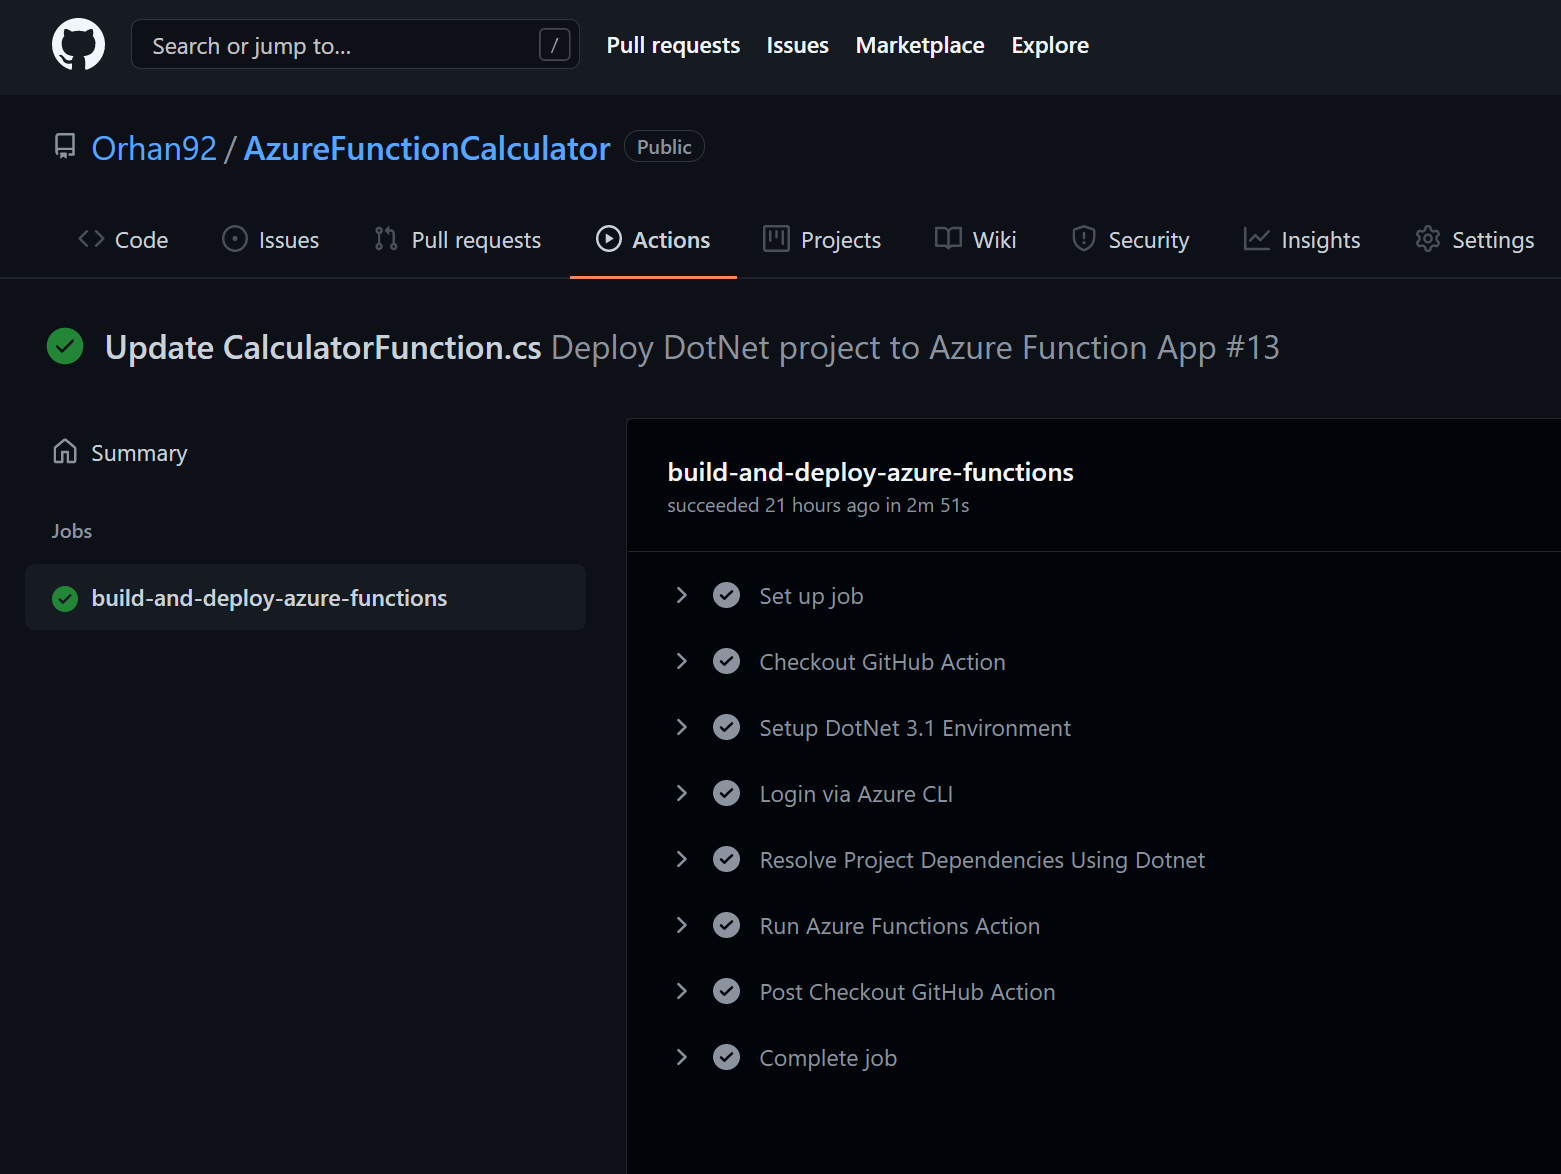 Search or jump to... /
Pull requests Issues Marketplace Explore
Orhan92 / AzureFunctionCalculator Public
Code Issues Pull requests Actions Projects Wiki Security Insights Settings
Update CalculatorFunction.cs Deploy DotNet project to Azure Function App #13
Summary
Jobs
build-and-deploy-azure-functions
build-and-deploy-azure-functions
succeeded 21 hours ago in 2m 51s
Set up job
Checkout GitHub Action
Setup DotNet 3.1 Environment
Login via Azure CLI
Resolve Project Dependencies Using Dotnet
Run Azure Functions Action
Post Checkout GitHub Action
Complete job